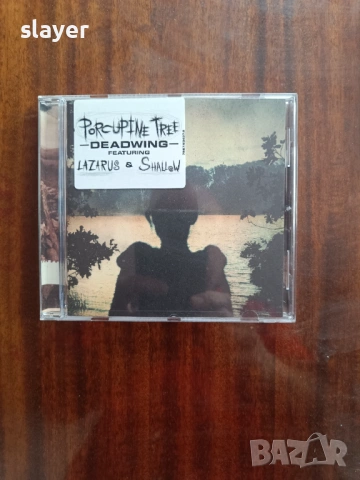 slayer
PORCUPINE TREE
DEADWING
FEATURING
LAZARUS & SHALLOW
BAZAR